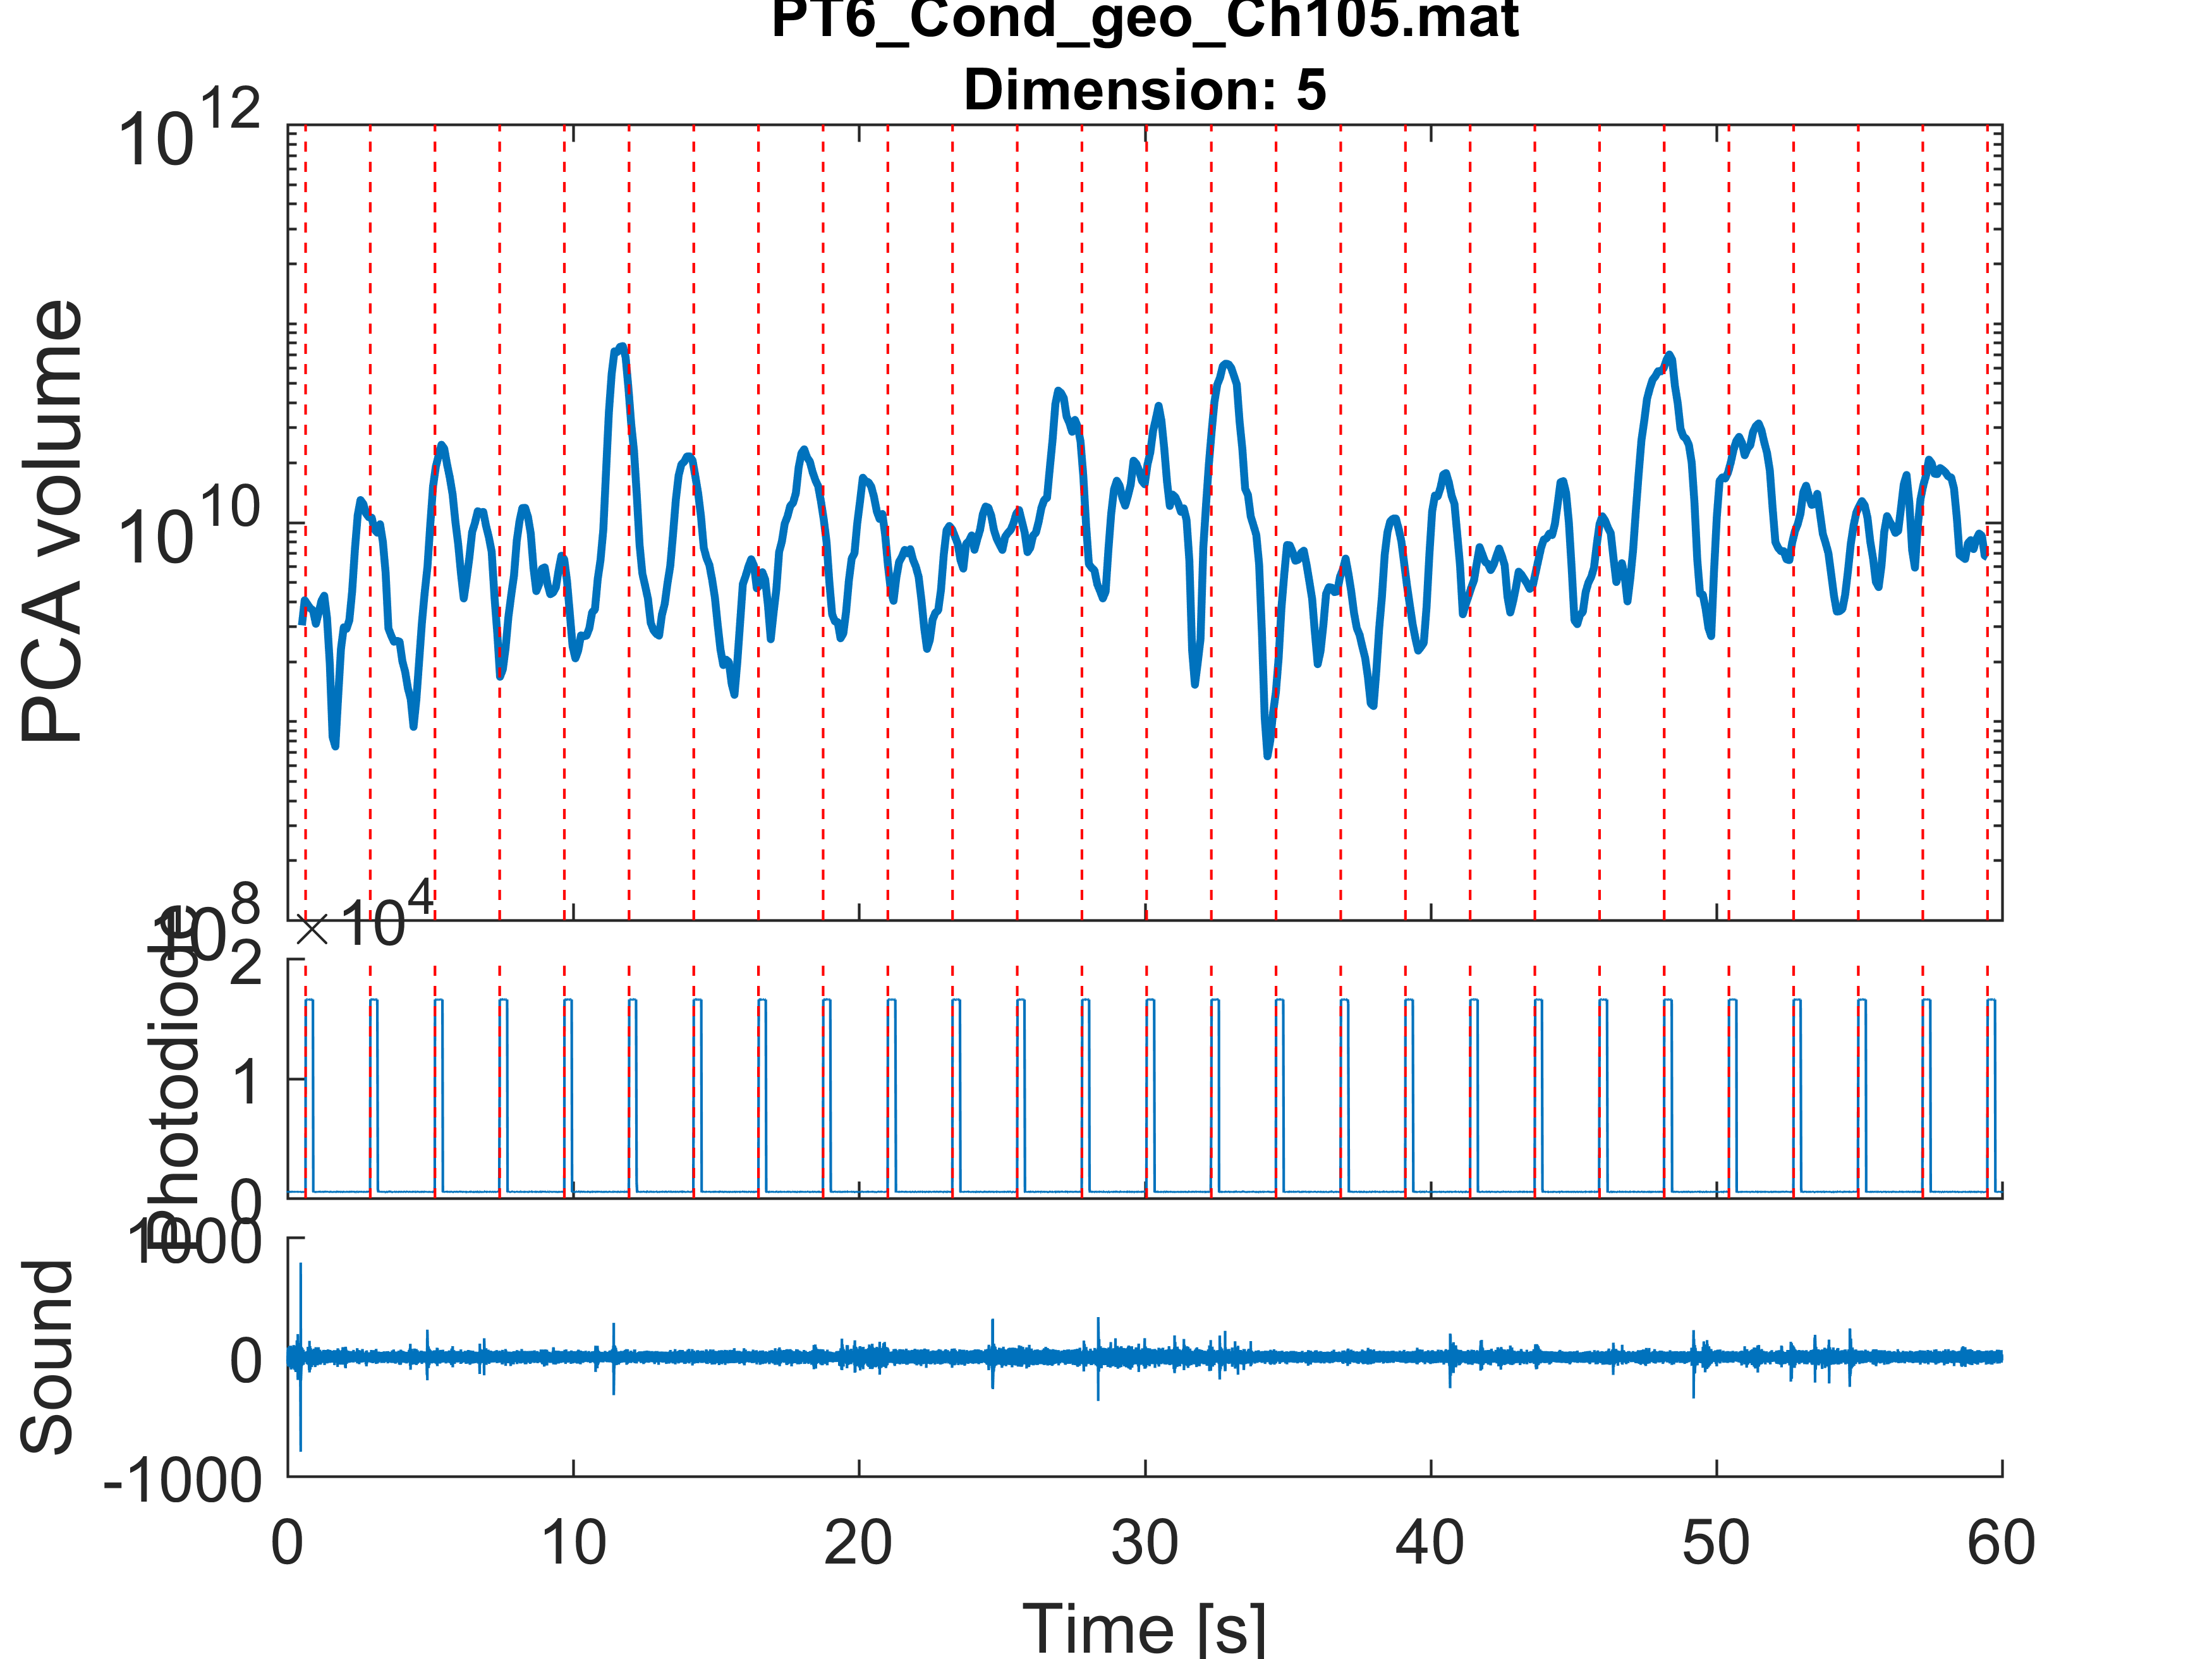 PT6_Cond_geo_Ch105.mat
Dimension: 5
10^12
10^10
10^8
PCA volume
×10^4
2
1
0
Photodiode
1000
0
-1000
Sound
0 10 20 30 40 50 60
Time [s]